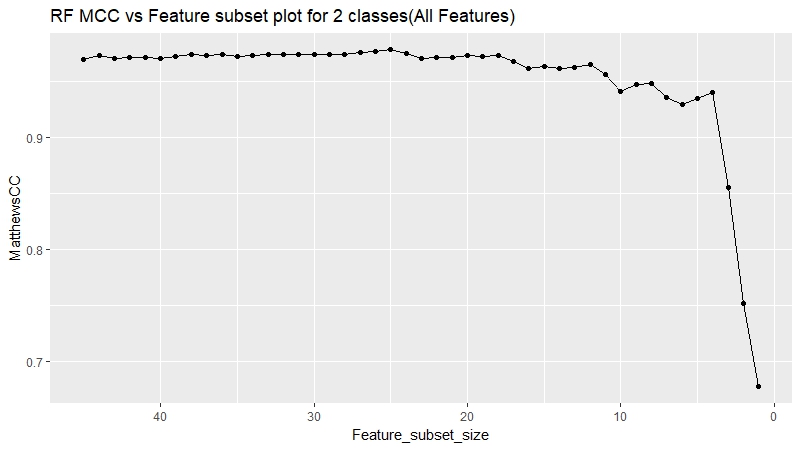 RF MCC vs Feature subset plot for 2 classes(All Features)
MatthewsCC
0.9
0.8
0.7
40 30 20 10 0
Feature_subset_size